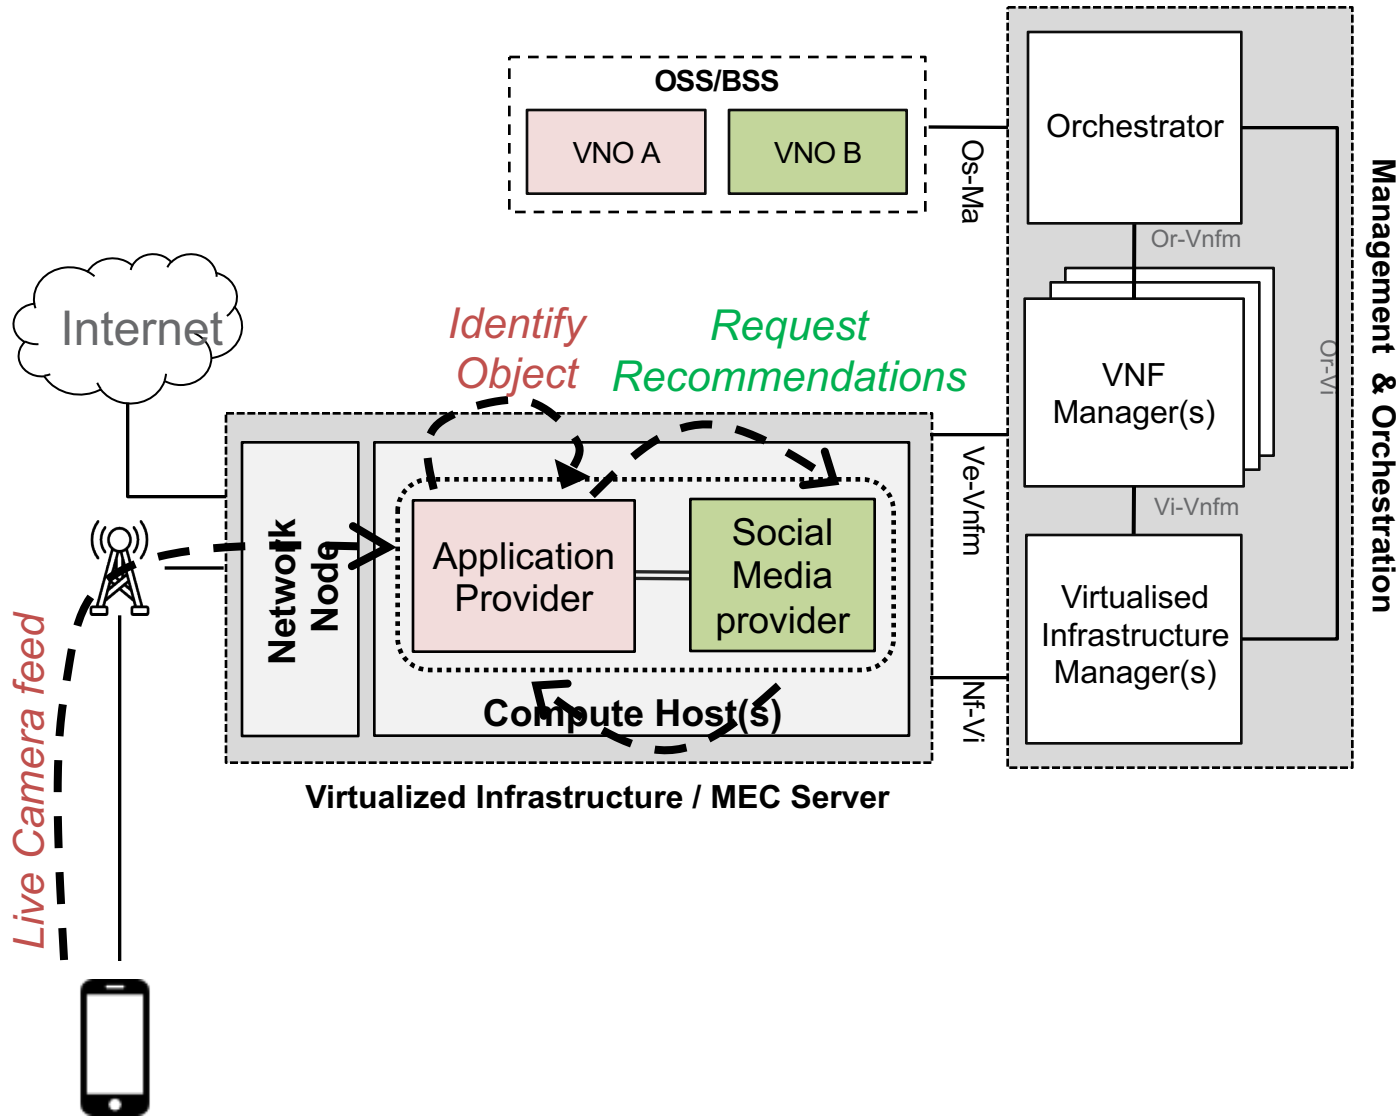 OSS/BSS
VNO A
VNO B
Os-Ma
Orchestrator
Or-Vnfm
Or-Vi
Management & Orchestration
VNF
Manager(s)
Vi-Vnfm
Virtualised
Infrastructure
Manager(s)
Ve-Vnfm
Nf-Vi
Internet
Identify
Object
Request
Recommendations
Network
Node
Application
Provider
Social
Media
provider
Compute Host(s)
Virtualized Infrastructure / MEC Server
Live Camera feed